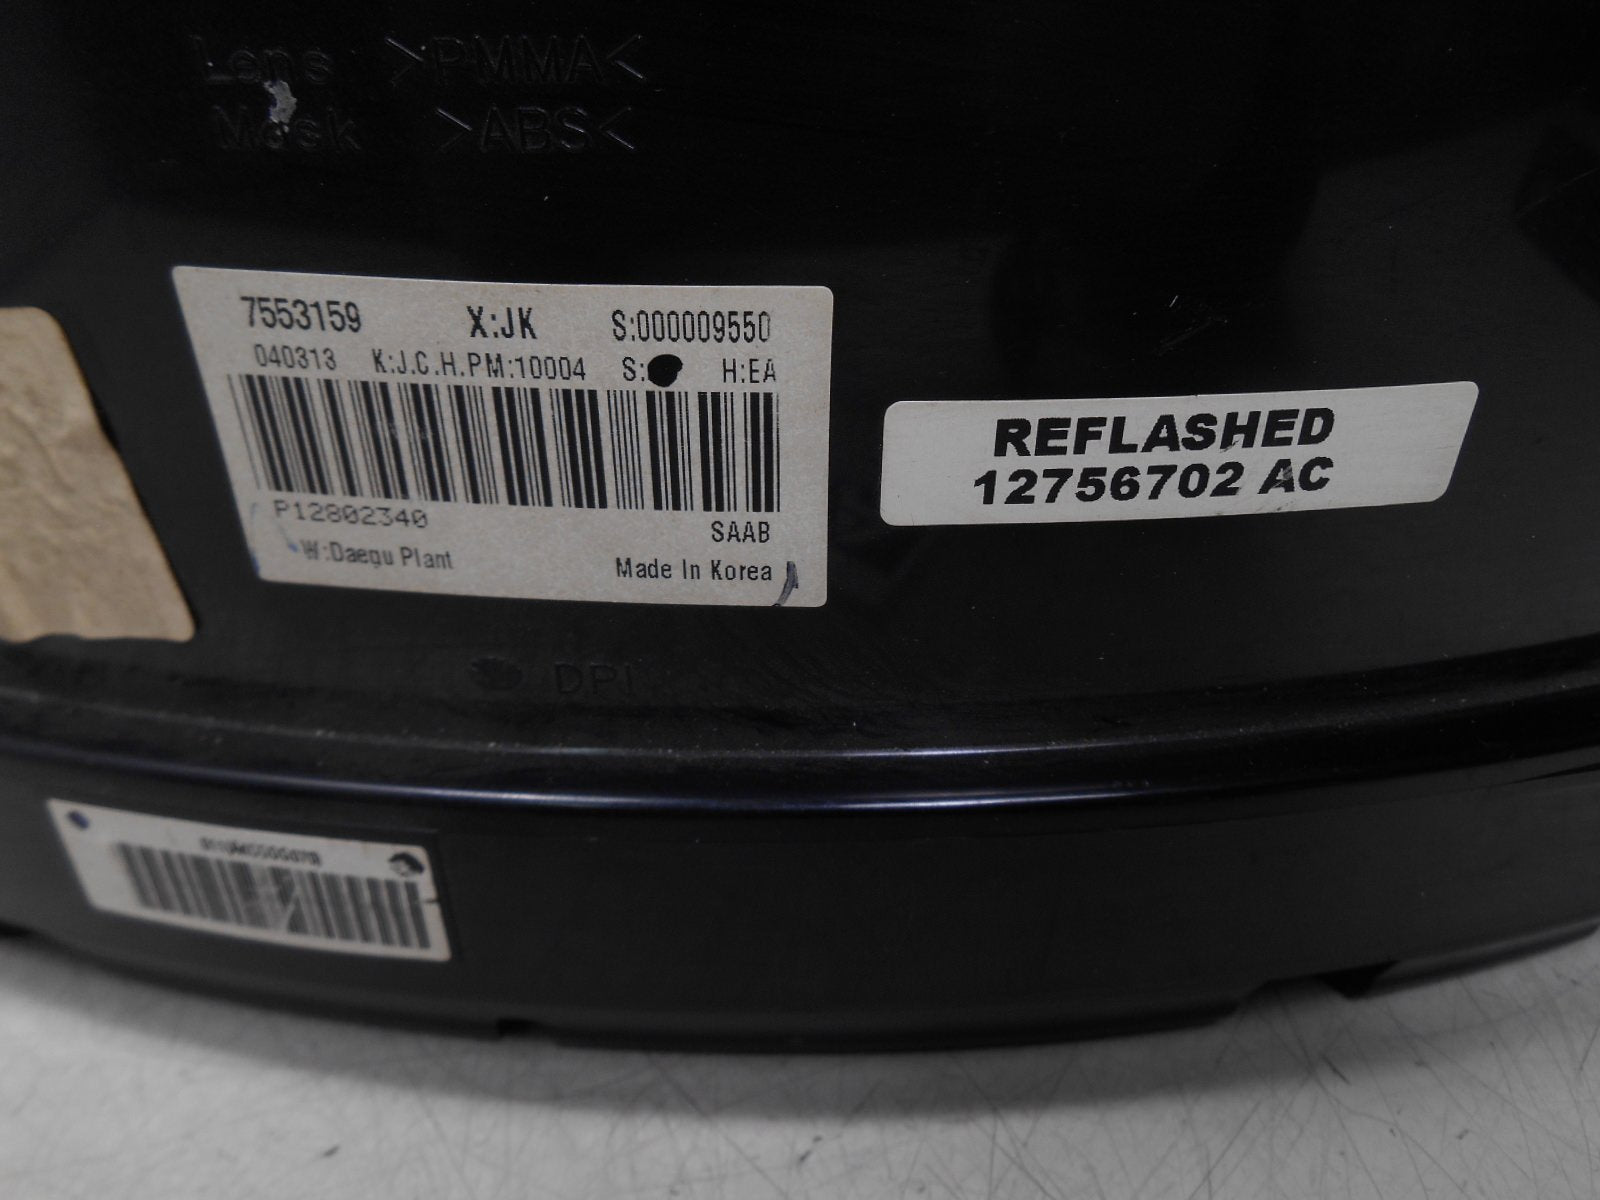 Lens >PMMA<
Mask >ABS<
7553159 X:JK S:000009550
040313 K:J.C.H.PM:10004 S: H:EA
P12802340 SAAB
W:Daegu Plant Made In Korea
REFLASHED
12756702 AC
DPI